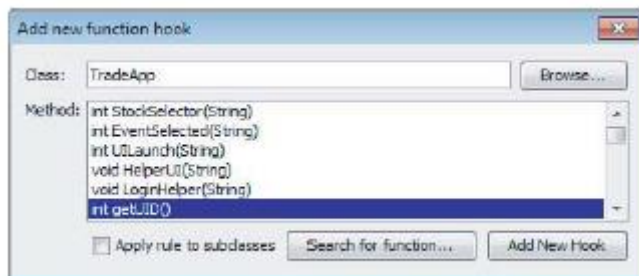 Add new function hook
Class: TradeApp Browse...
Method: int StockSelector(String)
int EventSelected(String)
int UILaunch(String)
void HelperUI(String)
void LoginHelper(String)
int getUID()
Apply rule to subclasses Search for function... Add New Hook